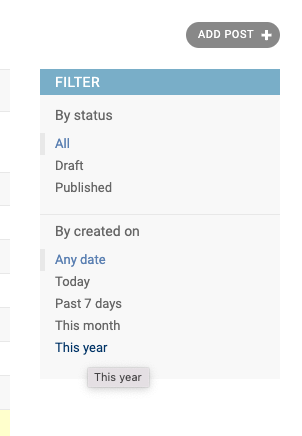 ADD POST +
FILTER
By status
All
Draft
Published
By created on
Any date
Today
Past 7 days
This month
This year
This year